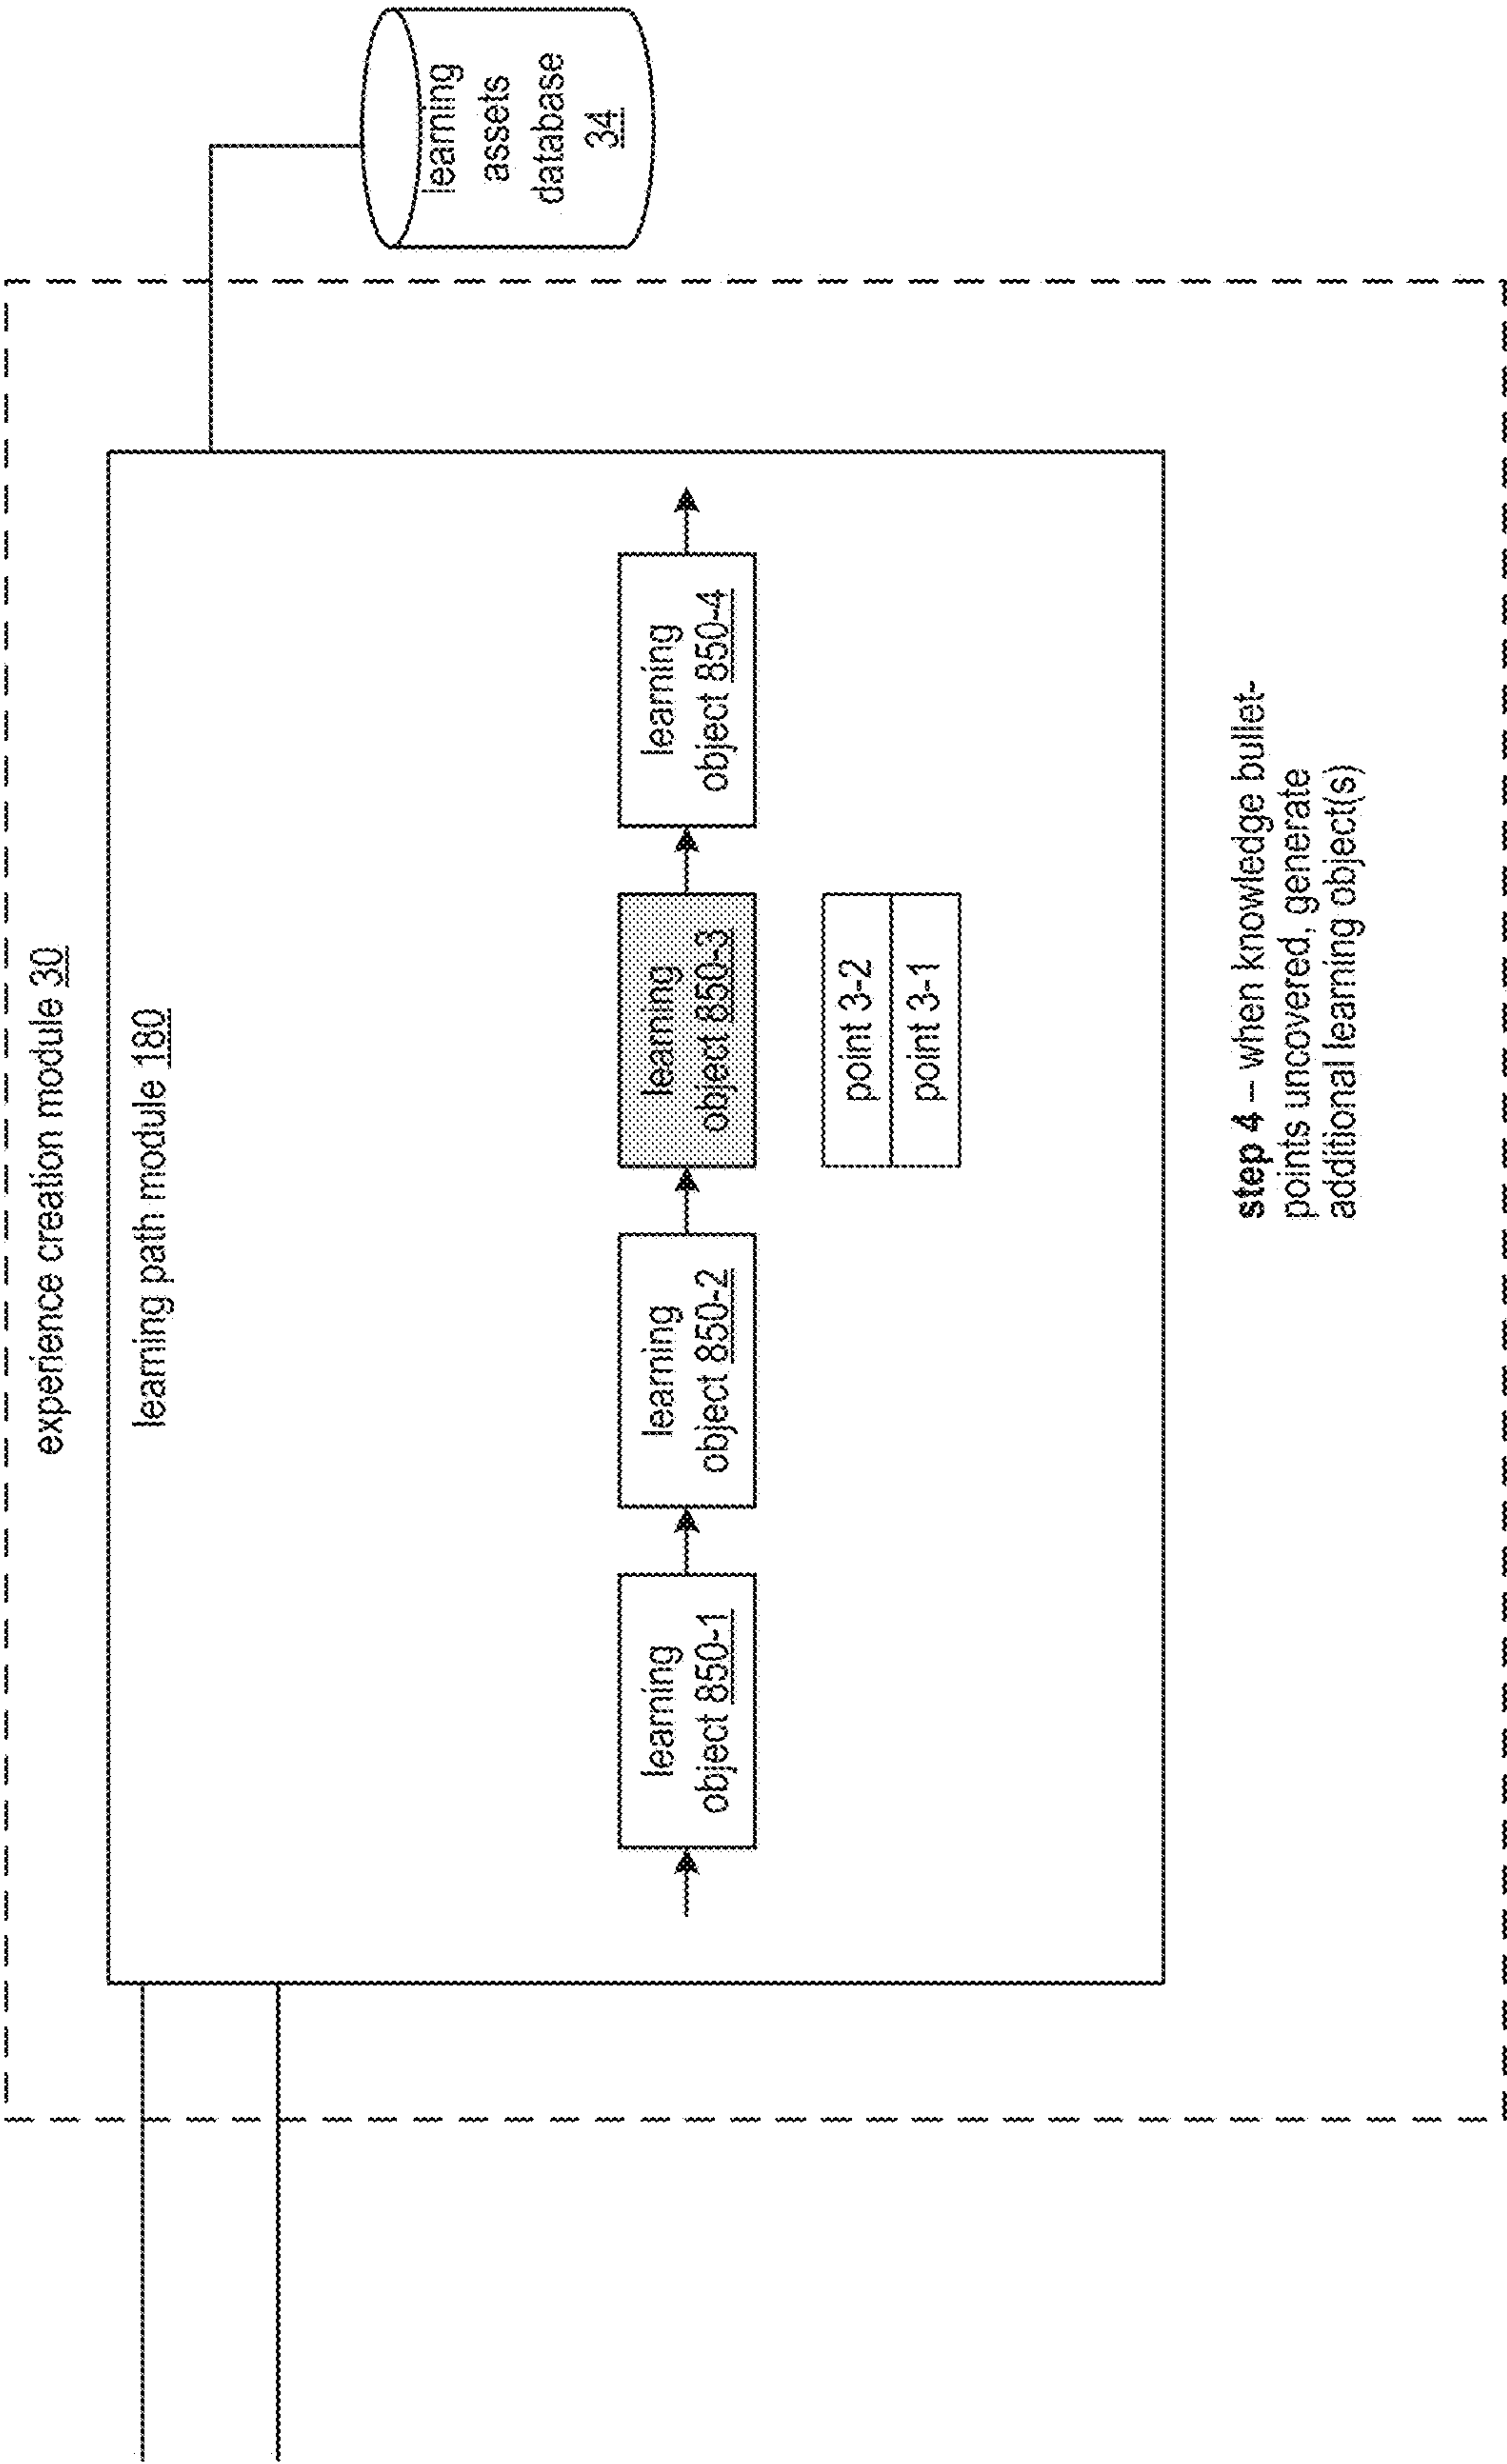 experience creation module 30
learning path module 180
learning
object 850-1
learning
object 850-2
learning
object 850-3
learning
object 850-4
point 3-2
point 3-1
learning
assets
database
34
step 4 – when knowledge bullet-
points uncovered, generate
additional learning object(s)